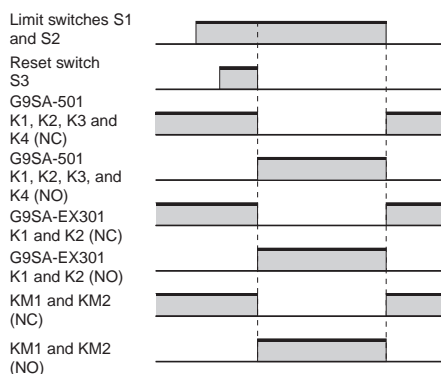 Limit switches S1
and S2
Reset switch
S3
G9SA-501
K1, K2, K3 and
K4 (NC)
G9SA-501
K1, K2, K3, and
K4 (NO)
G9SA-EX301
K1 and K2 (NC)
G9SA-EX301
K1 and K2 (NO)
KM1 and KM2
(NC)
KM1 and KM2
(NO)